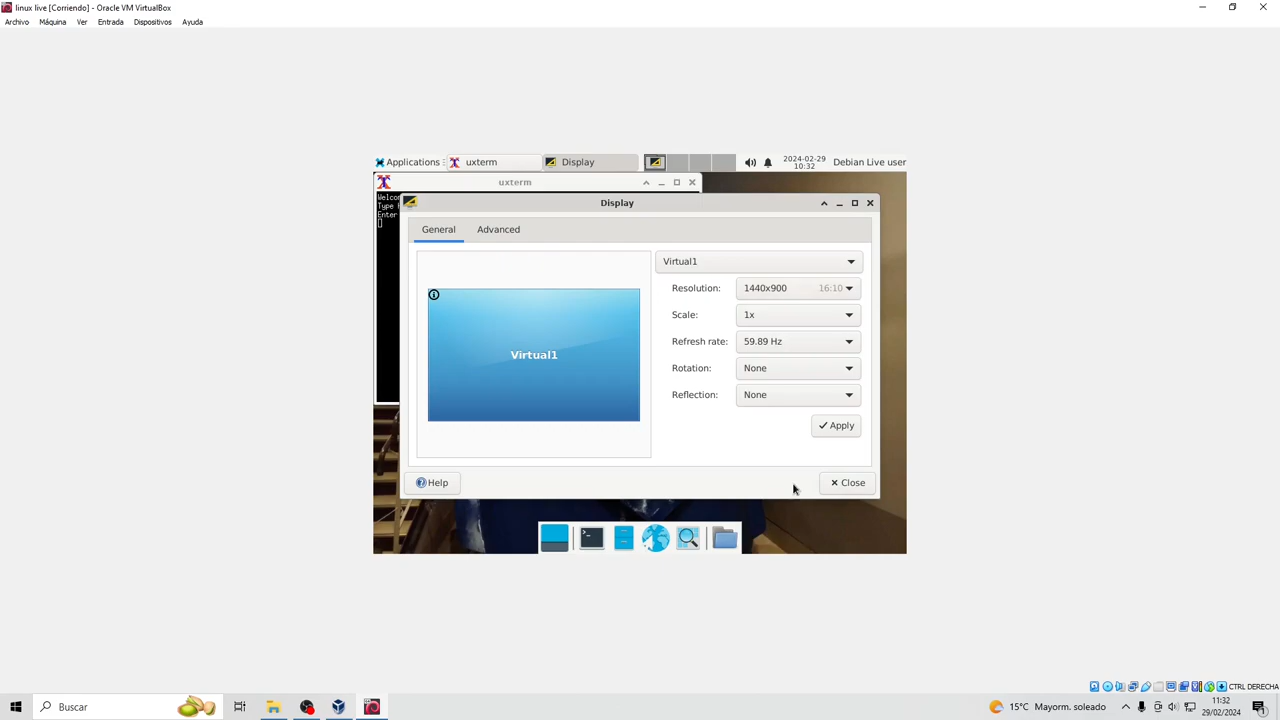 linux live [Corriendo] - Oracle VM VirtualBox
Archivo Máquina Ver Entrada Dispositivos Ayuda
Applications uxterm Display 2024-02-29 Debian Live user
10:32
uxterm
Welco
Type
Enter
Display
General Advanced
Virtual1
Resolution: 1440x900 16:10
Scale: 1x
Refresh rate: 59.89 Hz
Virtual1
Rotation: None
Reflection: None
Apply
Help Close
CTRL DERECHA
Buscar 15°C Mayorm. soleado 11:32
29/02/2024